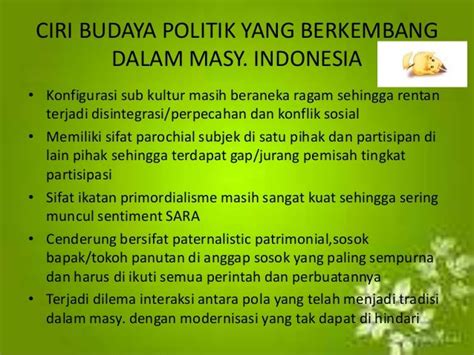 CIRI BUDAYA POLITIK YANG BERKEMBANG
DALAM MASY. INDONESIA
• Konfigurasi sub kultur masih beraneka ragam sehingga rentan
terjadi disintegrasi/perpecahan dan konflik sosial
• Memiliki sifat parochial subjek di satu pihak dan partisipan di
lain pihak sehingga terdapat gap/jurang pemisah tingkat
partisipasi
• Sifat ikatan primordialisme masih sangat kuat sehingga sering
muncul sentiment SARA
• Cenderung bersifat paternalistic patrimonial,sosok
bapak/tokoh panutan di anggap sosok yang paling sempurna
dan harus di ikuti semua perintah dan perbuatannya
• Terjadi dilema interaksi antara pola yang telah menjadi tradisi
dalam masy. dengan modernisasi yang tak dapat di hindari